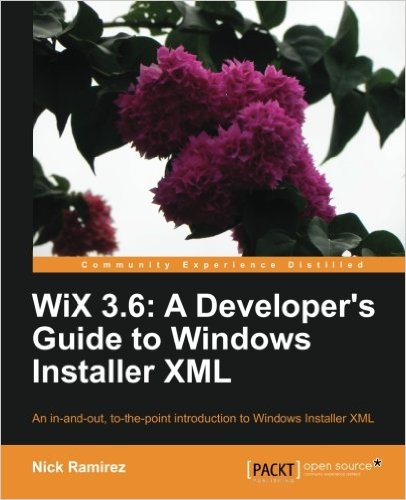 Community Experience Distilled
WiX 3.6: A Developer's
Guide to Windows
Installer XML
An in-and-out, to-the-point introduction to Windows Installer XML
Nick Ramirez
[PACKT] open source*
PUBLISHING community experience distilled